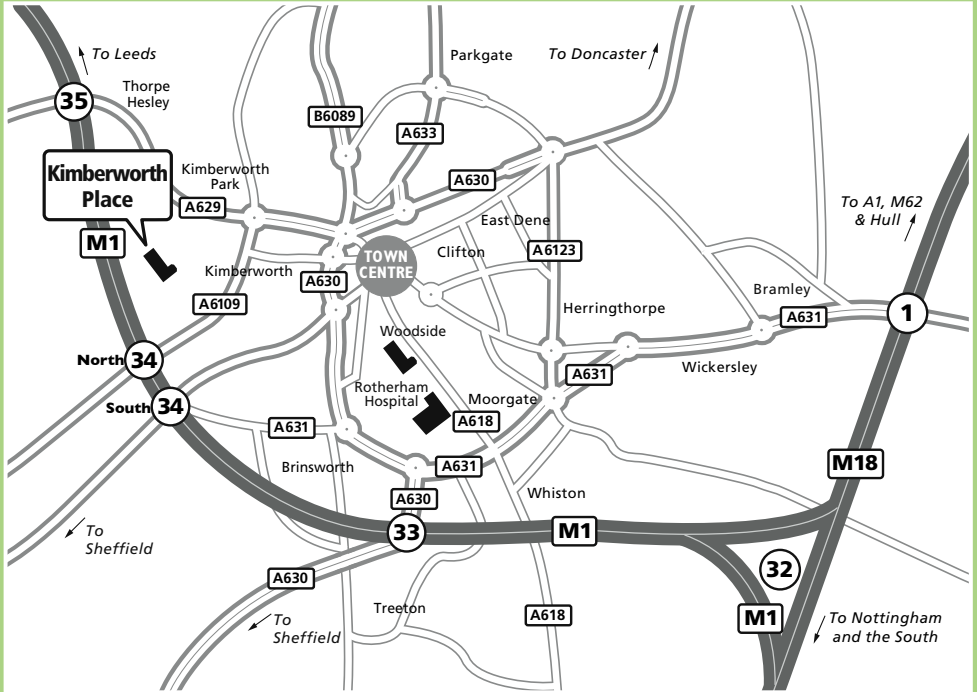 To Leeds
Parkgate
To Doncaster
Thorpe
Hesley
35
B6089
A633
Kimberworth
Place
Kimberworth
Park
A630
A629
To A1, M62
& Hull
East Dene
M1
Clifton
A6123
TOWN
CENTRE
Kimberworth
A630
Bramley
A6109
Herringthorpe
A631
1
Woodside
North
34
Wickersley
A631
Rotherham
Hospital
Moorgate
South
34
A618
A631
Brinsworth
A631
M18
A630
Whiston
To
Sheffield
33
M1
32
A630
Treeton
A618
M1
To
Sheffield
To Nottingham
and the South